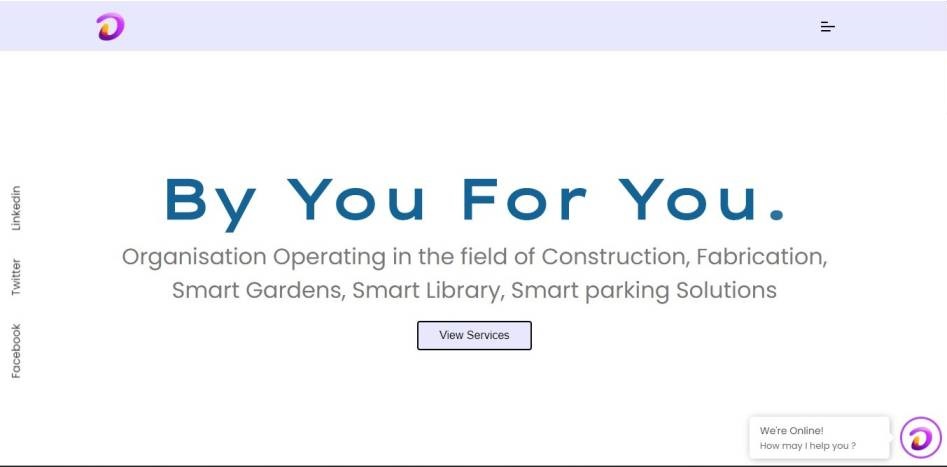 By You For You.
Organisation Operating in the field of Construction, Fabrication,
Smart Gardens, Smart Library, Smart parking Solutions
View Services
Linkedin
Twitter
Facebook
We're Online!
How may I help you ?